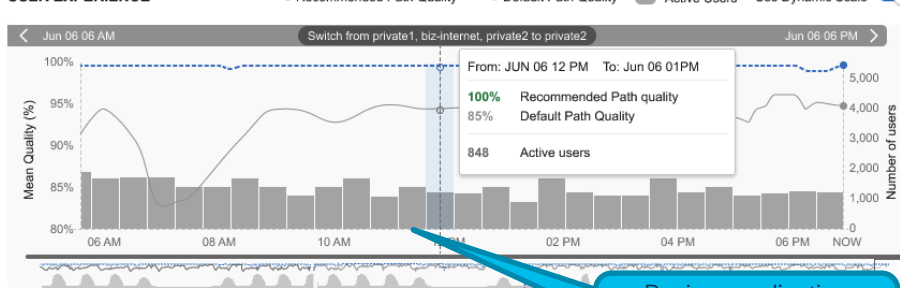 USER EXPERIENCE
Recommended Path Quality
Default Path Quality
Active Users
Use Dynamic Scale
Jun 06 06 AM
Switch from private1, biz-internet, private2 to private2
Jun 06 06 PM
100%
95%
90%
85%
80%
Mean Quality (%)
From: JUN 06 12 PM To: Jun 06 01PM
100% Recommended Path quality
85% Default Path Quality
848 Active users
5,000
4,000
3,000
2,000
1,000
0
Number of users
06 AM
08 AM
10 AM
02 PM
04 PM
06 PM
NOW